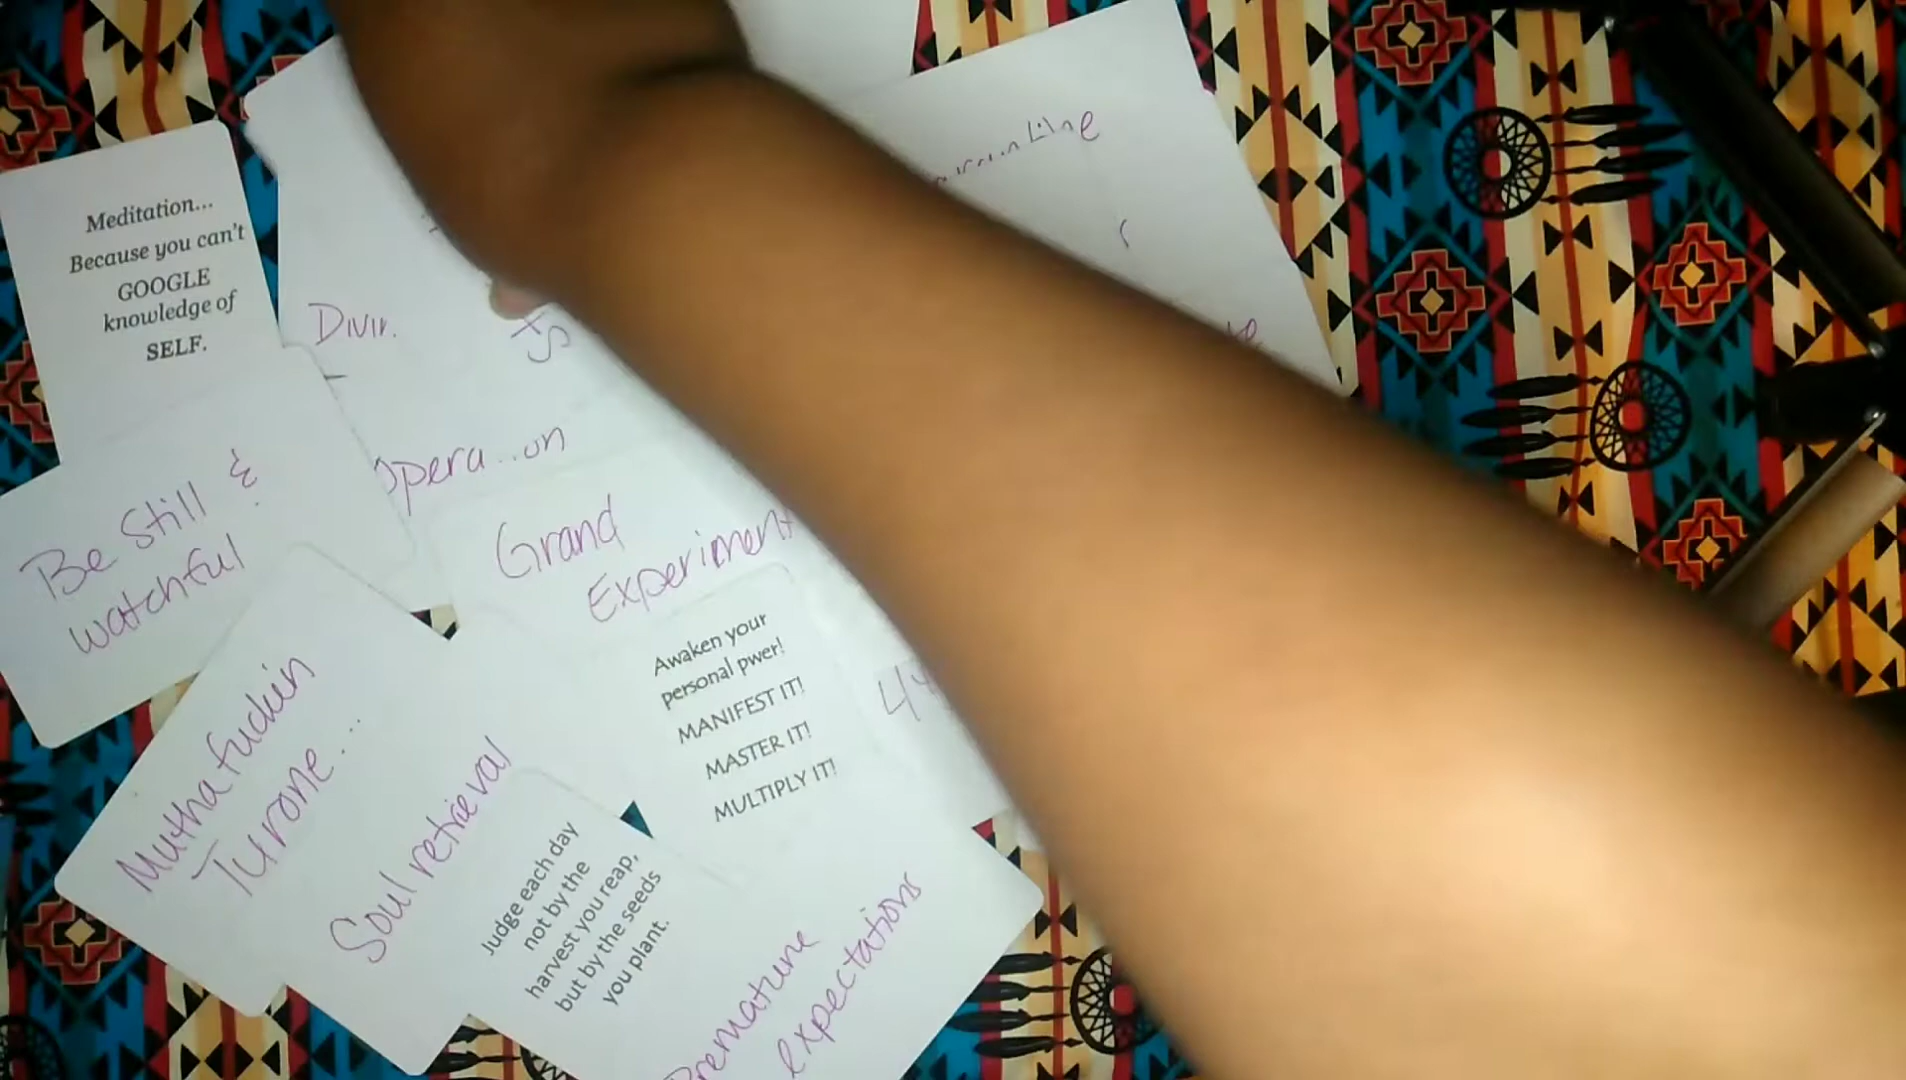 Meditation...
Because you can't
GOOGLE
knowledge of
SELF.
Be Still &
watchful
Grand
Experiment
Awaken your
personal pwer!
MANIFEST IT!
MASTER IT!
MULTIPLY IT!
Muthafuckin
Turone...
Soul retrieval
Judge each day
not by the
harvest you reap,
but by the seeds
you plant.
Premature
expectations